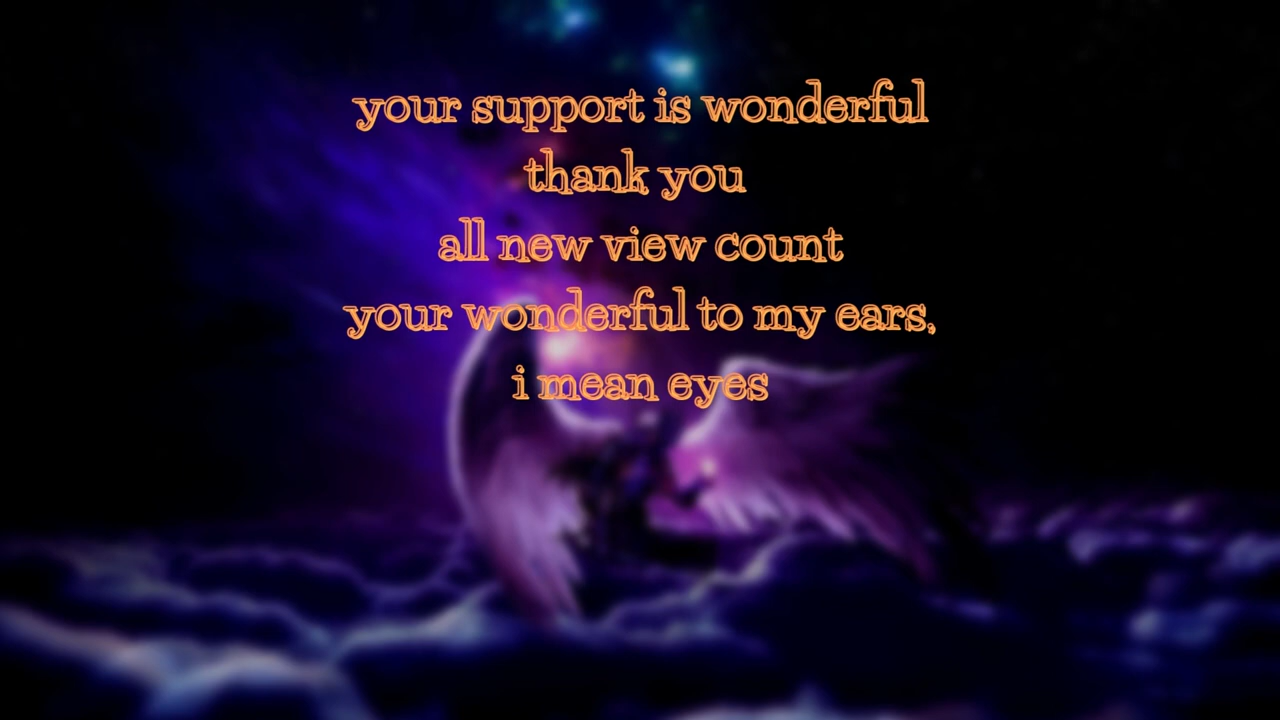 your support is wonderful
thank you
all new view count
your wonderful to my ears,
i mean eyes